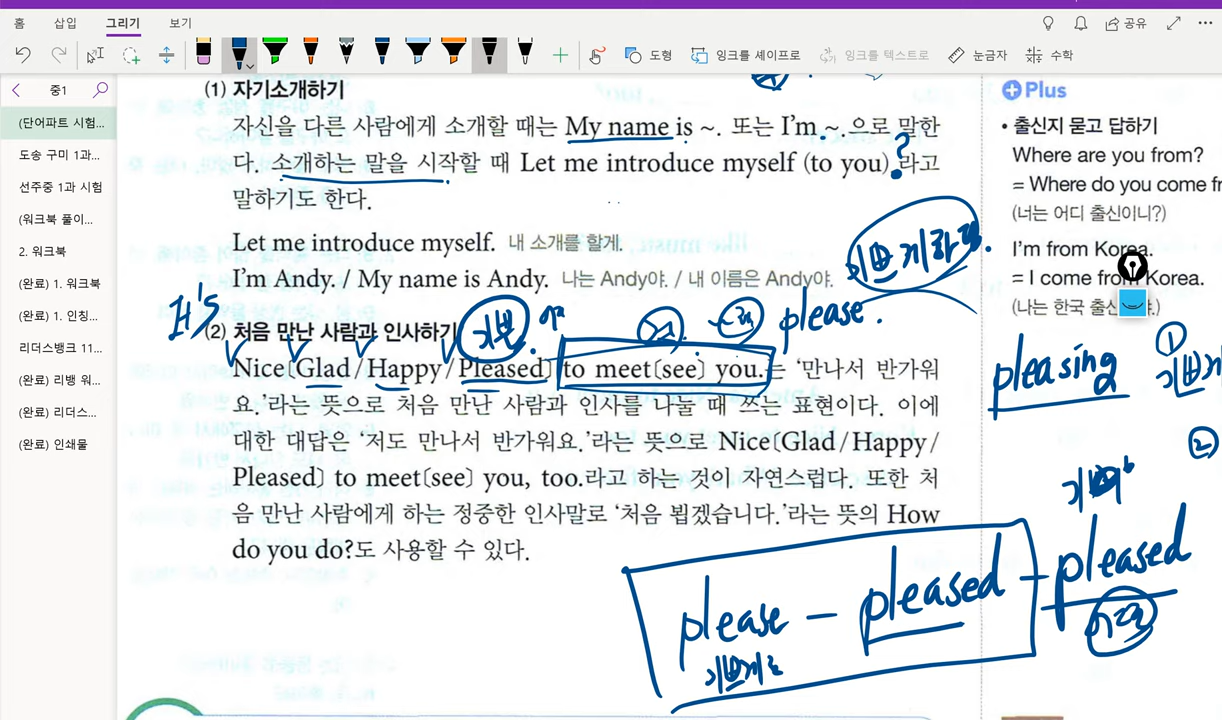 홈 삽입 그리기 보기
공유
도형 잉크를 셰이프로 잉크를 텍스트로 눈금자 수학
중1
(단어파트 시험...
도송 구미 1과...
선주중 1과 시험
(워크북 풀이...
2. 워크북
(완료) 1. 워크북
(완료) 1. 인칭...
리더스뱅크 11...
(완료) 리뱅 워...
(완료) 리더스...
(완료) 인쇄물
(1) 자기소개하기
자신을 다른 사람에게 소개할 때는 My name is ~. 또는 I'm ~.으로 말한
다. 소개하는 말을 시작할 때 Let me introduce myself (to you).라고
말하기도 한다.
Let me introduce myself. 내 소개를 할게.
I'm Andy. / My name is Andy. 나는 Andy야. / 내 이름은 Andy야.
기쁘게하다.
It's
(2) 처음 만난 사람과 인사하기
기쁜.
please.
Nice(Glad/Happy/Pleased) to meet(see) you.는 '만나서 반가워
요.'라는 뜻으로 처음 만난 사람과 인사를 나눌 때 쓰는 표현이다. 이에
대한 대답은 '저도 만나서 반가워요.'라는 뜻으로 Nice(Glad/Happy/
Pleased) to meet(see) you, too.라고 하는 것이 자연스럽다. 또한 처
음 만난 사람에게 하는 정중한 인사말로 '처음 뵙겠습니다.'라는 뜻의 How
do you do?도 사용할 수 있다.
please – pleased – pleased
Plus
• 출신지 묻고 답하기
Where are you from?
= Where do you come f
(너는 어디 출신이니?)
I'm from Korea.
= I come from Korea.
(나는 한국 출신야.)
pleasing
①
②